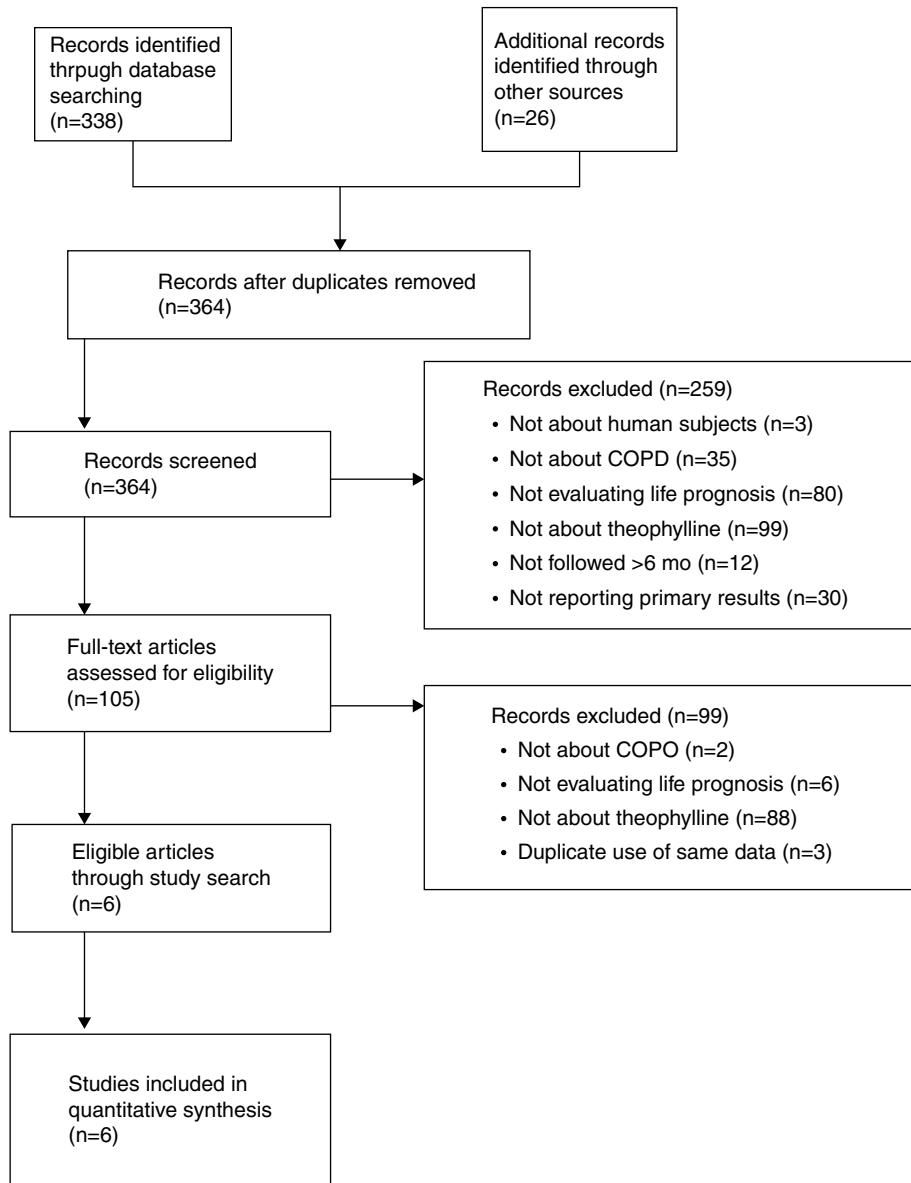 Records identified
thrpugh database
searching
(n=338)
Additional records
identified through
other sources
(n=26)
Records after duplicates removed
(n=364)
Records screened
(n=364)
Records excluded (n=259)
• Not about human subjects (n=3)
• Not about COPD (n=35)
• Not evaluating life prognosis (n=80)
• Not about theophylline (n=99)
• Not followed >6 mo (n=12)
• Not reporting primary results (n=30)
Full-text articles
assessed for eligibility
(n=105)
Records excluded (n=99)
• Not about COPO (n=2)
• Not evaluating life prognosis (n=6)
• Not about theophylline (n=88)
• Duplicate use of same data (n=3)
Eligible articles
through study search
(n=6)
Studies included in
quantitative synthesis
(n=6)